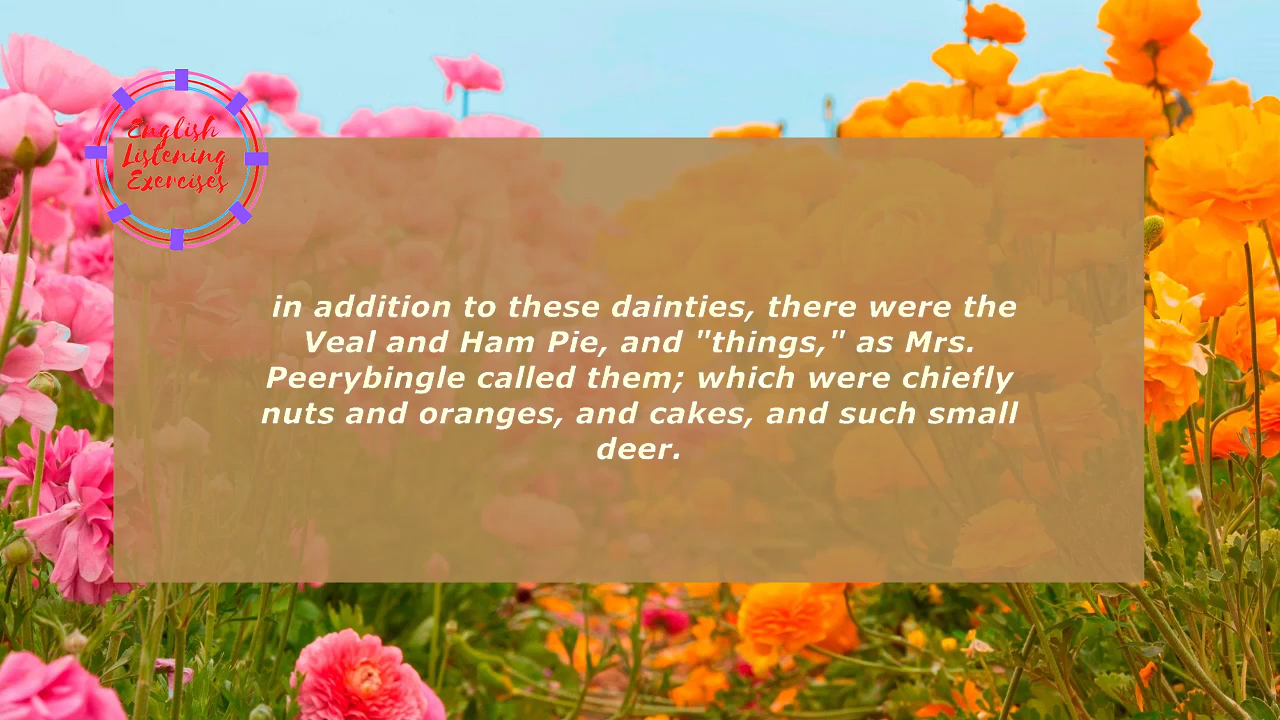 English
Listening
Exercises
in addition to these dainties, there were the
Veal and Ham Pie, and "things," as Mrs.
Peerybingle called them; which were chiefly
nuts and oranges, and cakes, and such small
deer.